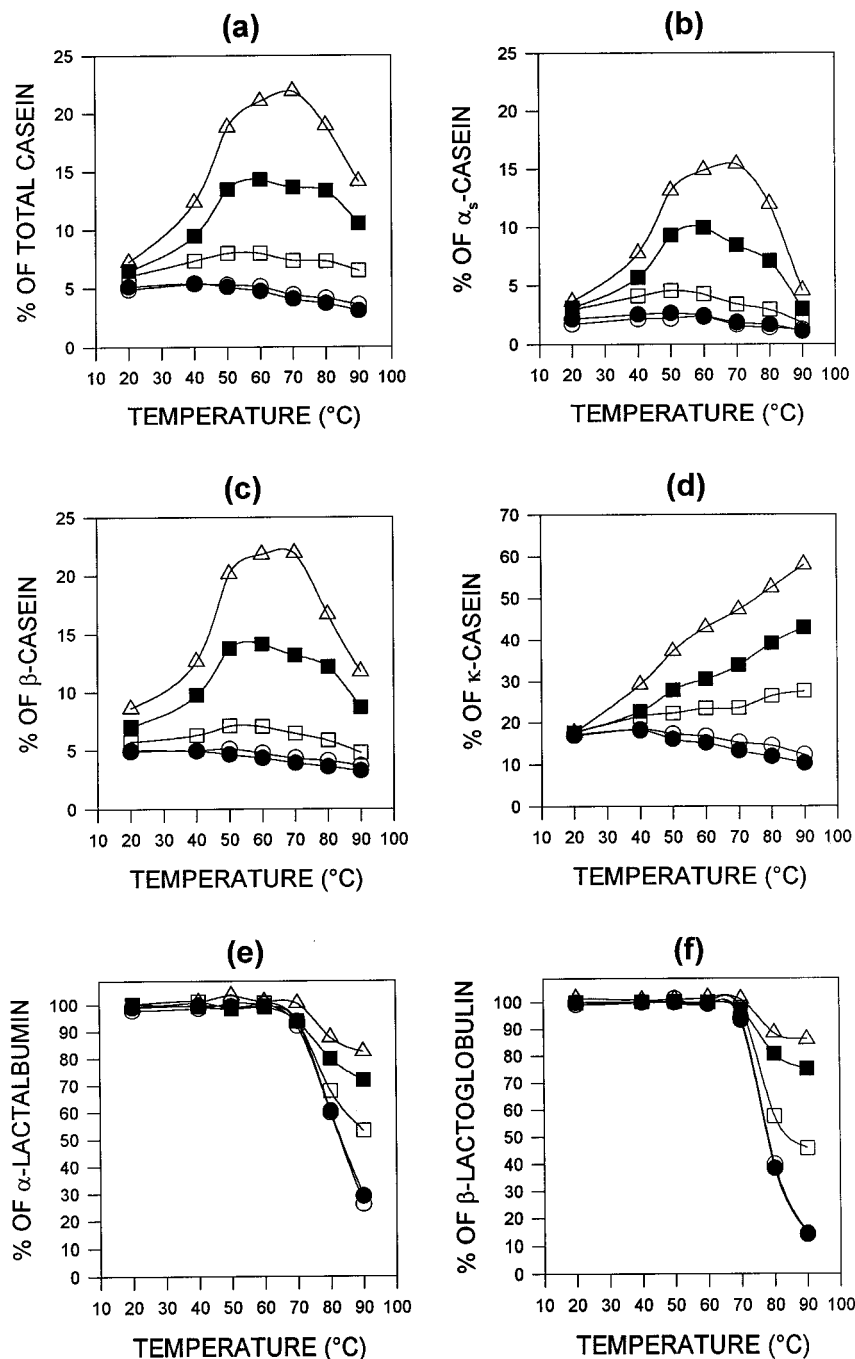 (a)
% OF TOTAL CASEIN
25
20
15
10
5
0
10 20 30 40 50 60 70 80 90 100
TEMPERATURE (°C)
(b)
% OF αs-CASEIN
25
20
15
10
5
0
10 20 30 40 50 60 70 80 90 100
TEMPERATURE (°C)
(c)
% OF β-CASEIN
25
20
15
10
5
0
10 20 30 40 50 60 70 80 90 100
TEMPERATURE (°C)
(d)
% OF κ-CASEIN
70
60
50
40
30
20
10
0
10 20 30 40 50 60 70 80 90 100
TEMPERATURE (°C)
(e)
% OF α-LACTALBUMIN
100
90
80
70
60
50
40
30
20
10
0
10 20 30 40 50 60 70 80 90 100
TEMPERATURE (°C)
(f)
% OF β-LACTOGLOBULIN
100
90
80
70
60
50
40
30
20
10
0
10 20 30 40 50 60 70 80 90 100
TEMPERATURE (°C)